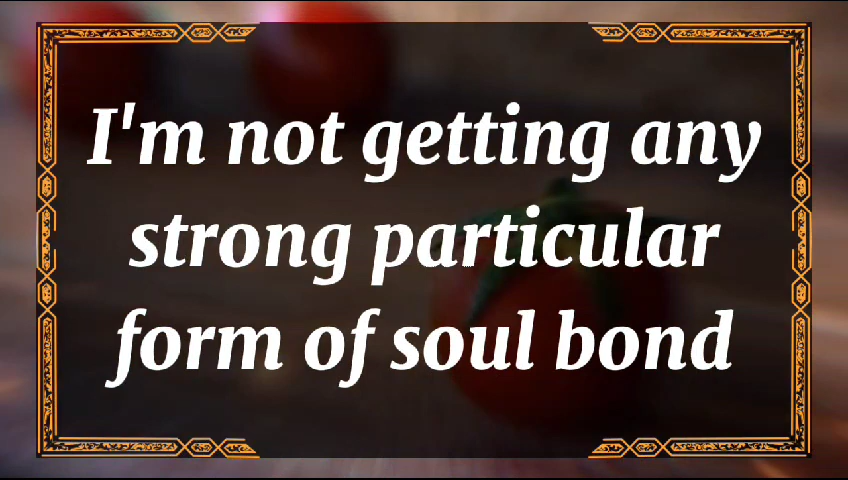 I'm not getting any
strong particular
form of soul bond